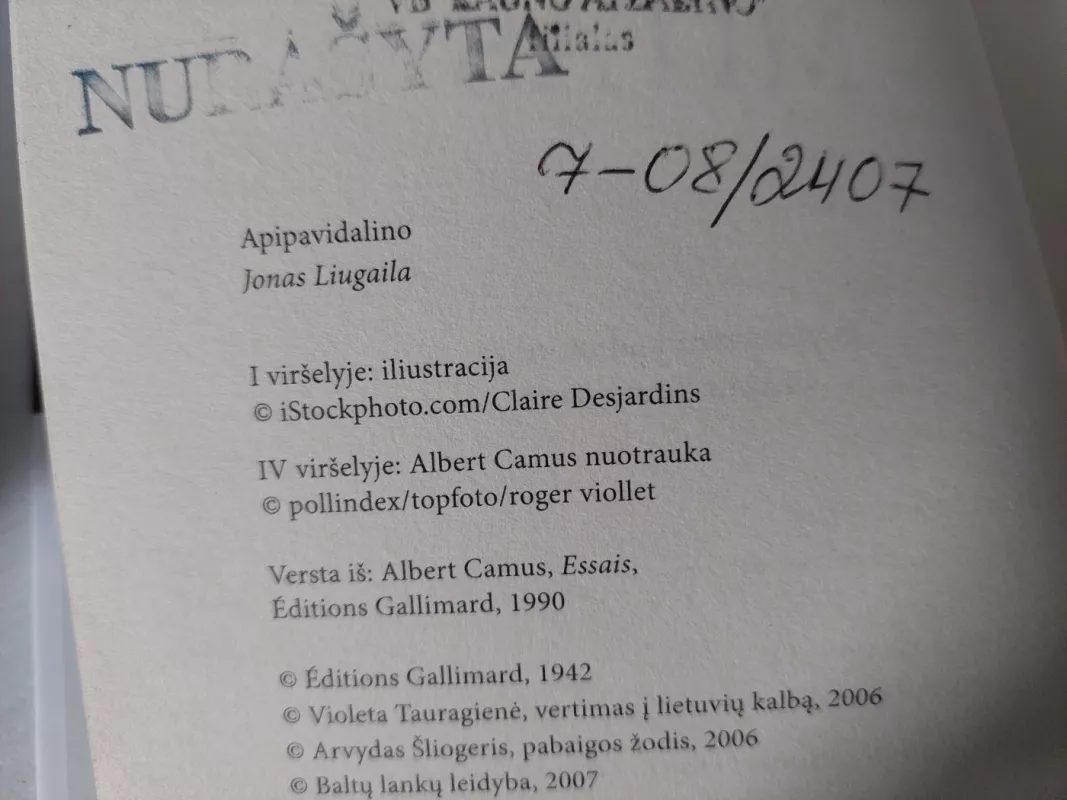 NURAŠYTA
filialas
7-08/2407
Apipavidalino
Jonas Liugaila
I viršelyje: iliustracija
© iStockphoto.com/Claire Desjardins
IV viršelyje: Albert Camus nuotrauka
© pollindex/topfoto/roger viollet
Versta iš: Albert Camus, Essais,
Éditions Gallimard, 1990
© Éditions Gallimard, 1942
© Violeta Tauragienė, vertimas į lietuvių kalbą, 2006
© Arvydas Šliogeris, pabaigos žodis, 2006
© Baltų lankų leidyba, 2007